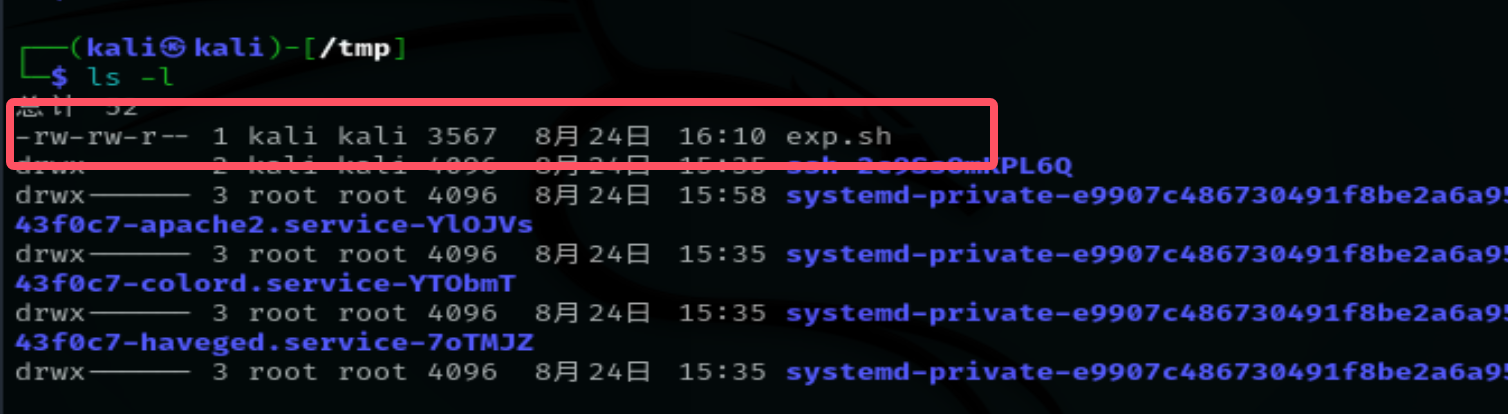 (kali㉿kali)-[/tmp]
$ ls -l
总计 52
-rw-rw-r-- 1 kali kali 3567 8月 24日 16:10 exp.sh
drwx------ 2 kali kali 4096 8月 24日 15:35
drwx------ 3 root root 4096 8月 24日 15:58 systemd-private-e9907c486730491f8be2a6a95
43f0c7-apache2.service-YlOJVs
drwx------ 3 root root 4096 8月 24日 15:35 systemd-private-e9907c486730491f8be2a6a95
43f0c7-colord.service-YTObmT
drwx------ 3 root root 4096 8月 24日 15:35 systemd-private-e9907c486730491f8be2a6a95
43f0c7-haveged.service-7oTMJZ
drwx------ 3 root root 4096 8月 24日 15:35 systemd-private-e9907c486730491f8be2a6a95